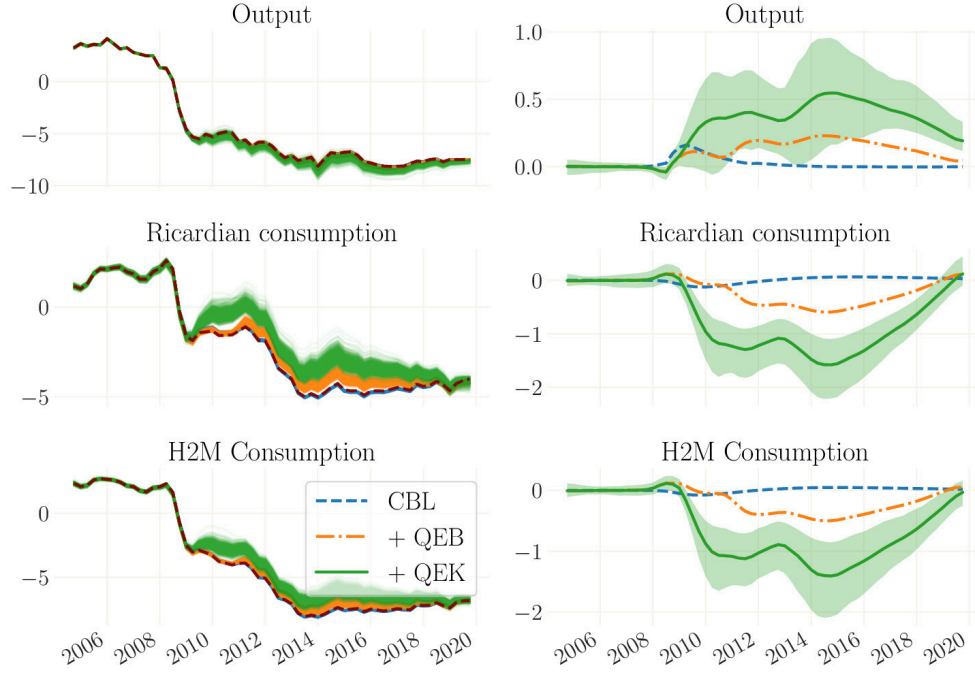 Output
0
−5
−10
Output
1.0
0.5
0.0
Ricardian consumption
0
−5
Ricardian consumption
0
−1
−2
H2M Consumption
0
−5
CBL
+ QEB
+ QEK
2006 2008 2010 2012 2014 2016 2018 2020
H2M Consumption
0
−1
−2
2006 2008 2010 2012 2014 2016 2018 2020